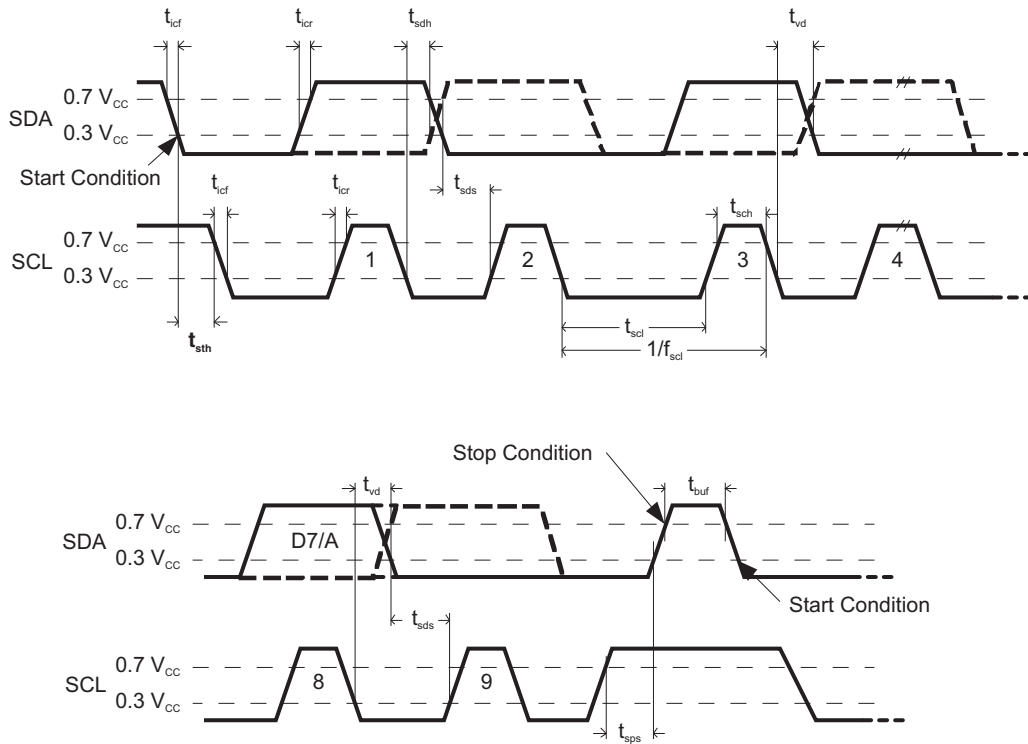 t_icf t_icr t_sdh t_vd
0.7 V_CC
SDA
0.3 V_CC
Start Condition
t_icf t_icr t_sds t_sch
0.7 V_CC
SCL 1 2 3 4
0.3 V_CC
t_sth t_scl
1/f_scl
Stop Condition
t_vd t_buf
0.7 V_CC
SDA D7/A
0.3 V_CC
Start Condition
t_sds
0.7 V_CC
SCL 8 9
0.3 V_CC
t_sps